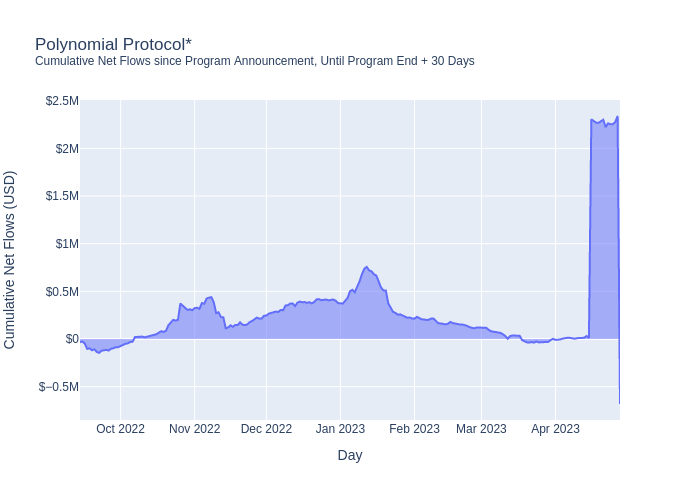 Polynomial Protocol*
Cumulative Net Flows since Program Announcement, Until Program End + 30 Days
Cumulative Net Flows (USD)
$2.5M
$2M
$1.5M
$1M
$0.5M
$0
$−0.5M
Oct 2022
Nov 2022
Dec 2022
Jan 2023
Feb 2023
Mar 2023
Apr 2023
Day